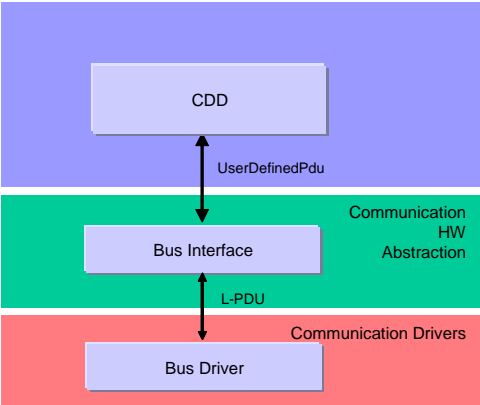 CDD
UserDefinedPdu
Communication
HW
Abstraction
Bus Interface
L-PDU
Communication Drivers
Bus Driver